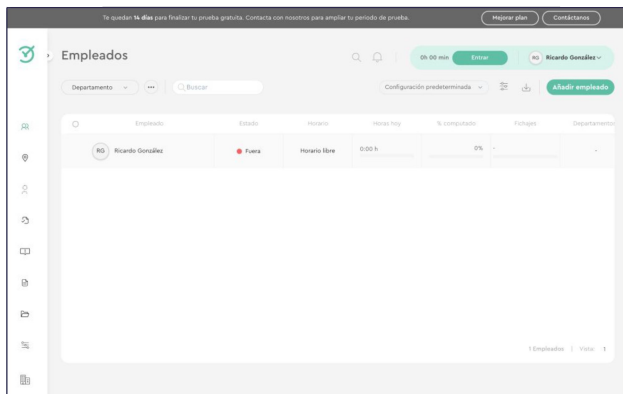 Te quedan 14 días para finalizar tu prueba gratuita. Contacta con nosotros para ampliar tu periodo de prueba. Mejorar plan Contáctanos
Empleados 0h 00 min Entrar RG Ricardo González
Departamento ••• Buscar Configuración predeterminada Añadir empleado
Empleado Estado Horario Horas hoy % computado Fichajes Departamentos
RG Ricardo González Fuera Horario libre 0:00 h 0% - -
1 Empleados | Vista: 1